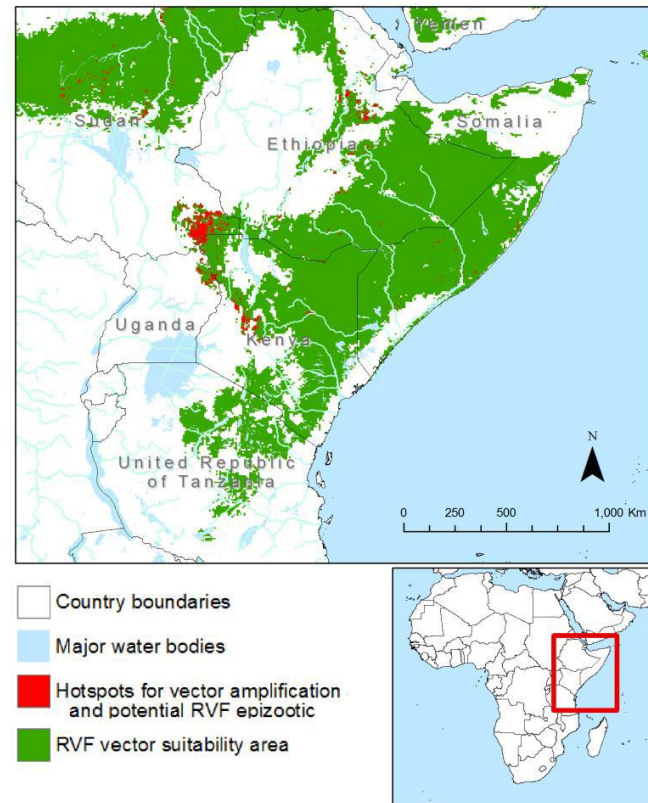 Yemen
Sudan
Somalia
Ethiopia
Uganda
Kenya
United Republic
of Tanzania
N
0 250 500 1,000 Km
Country boundaries
Major water bodies
Hotspots for vector amplification
and potential RVF epizootic
RVF vector suitability area